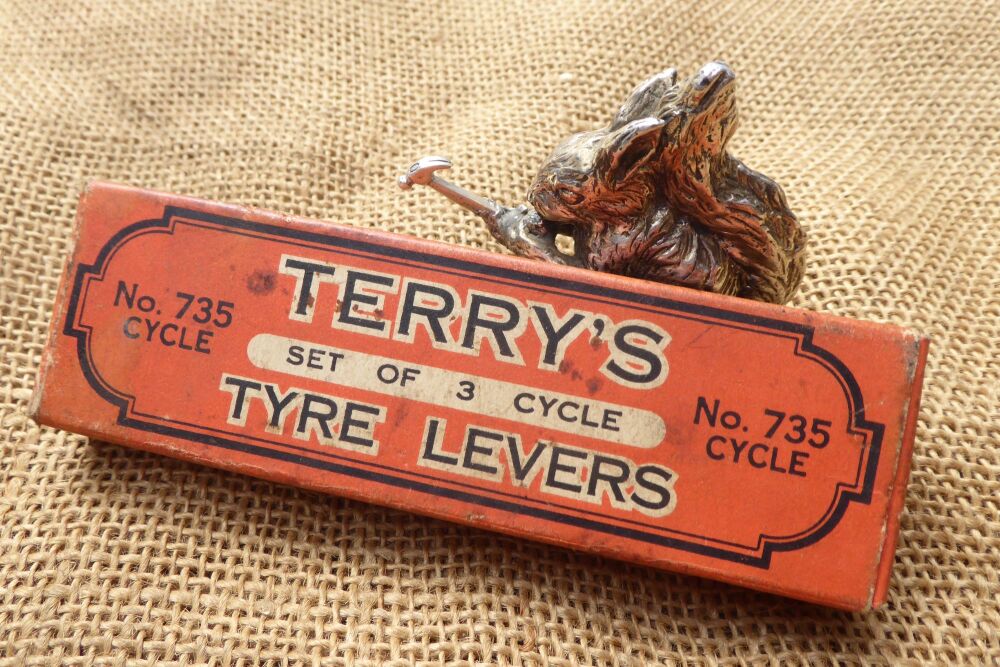 No. 735
CYCLE
TERRY'S
SET OF 3 CYCLE
TYRE LEVERS
No. 735
CYCLE